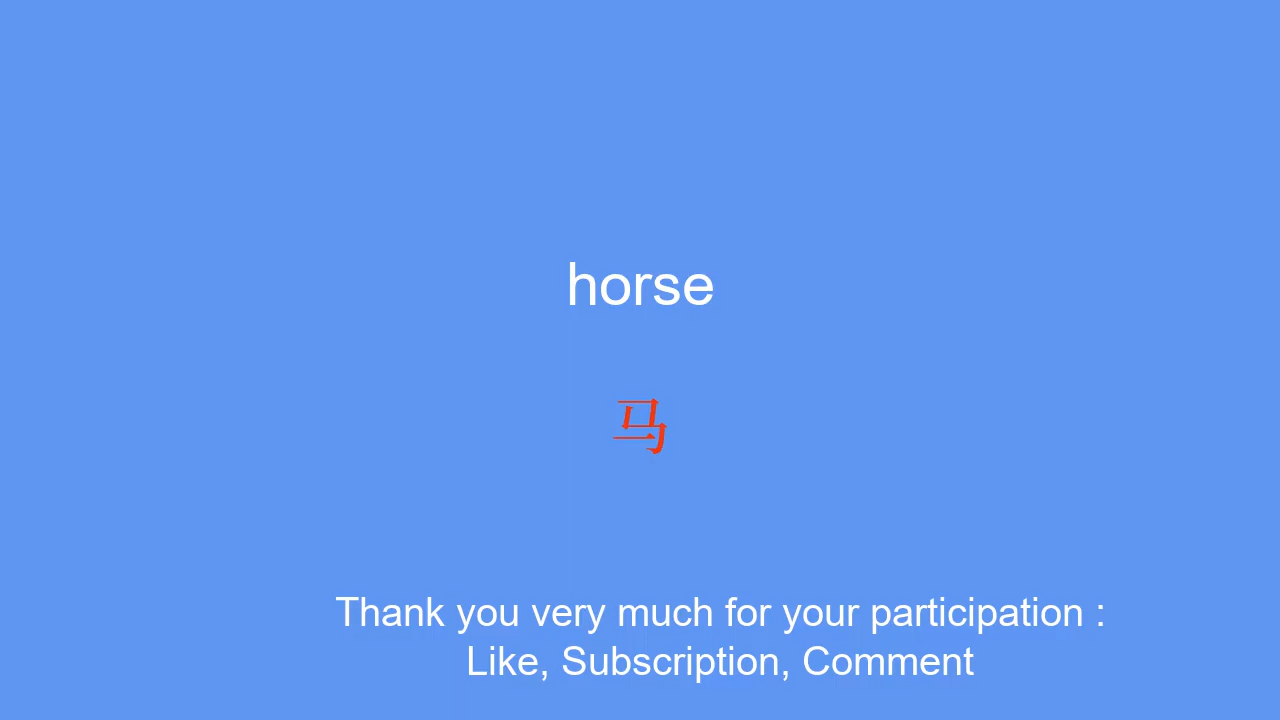 horse
马
Thank you very much for your participation :
Like, Subscription, Comment